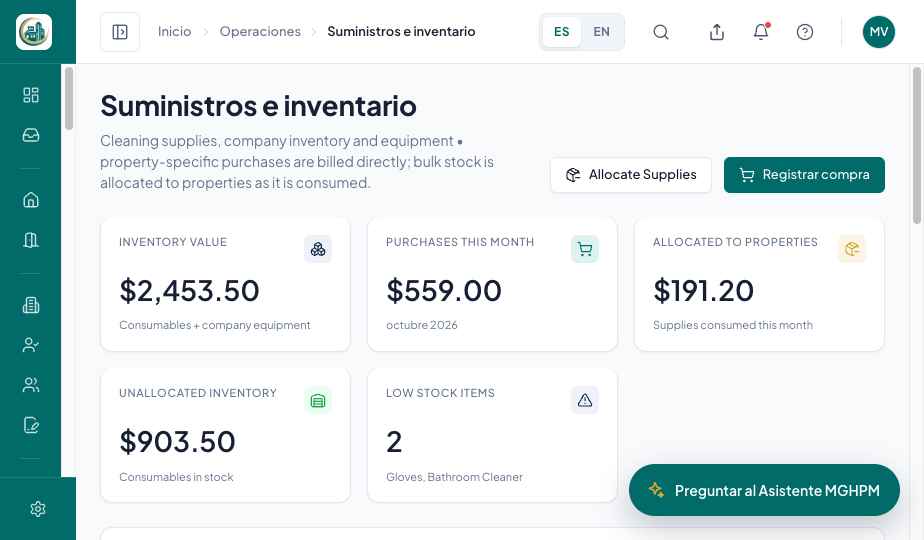 Inicio
Operaciones
Suministros e inventario
ES
EN
MV
Suministros e inventario
Cleaning supplies, company inventory and equipment •
property-specific purchases are billed directly; bulk stock is
allocated to properties as it is consumed.
Allocate Supplies
Registrar compra
INVENTORY VALUE
$2,453.50
Consumables + company equipment
PURCHASES THIS MONTH
$559.00
octubre 2026
ALLOCATED TO PROPERTIES
$191.20
Supplies consumed this month
UNALLOCATED INVENTORY
$903.50
Consumables in stock
LOW STOCK ITEMS
2
Gloves, Bathroom Cleaner
Preguntar al Asistente MGHPM